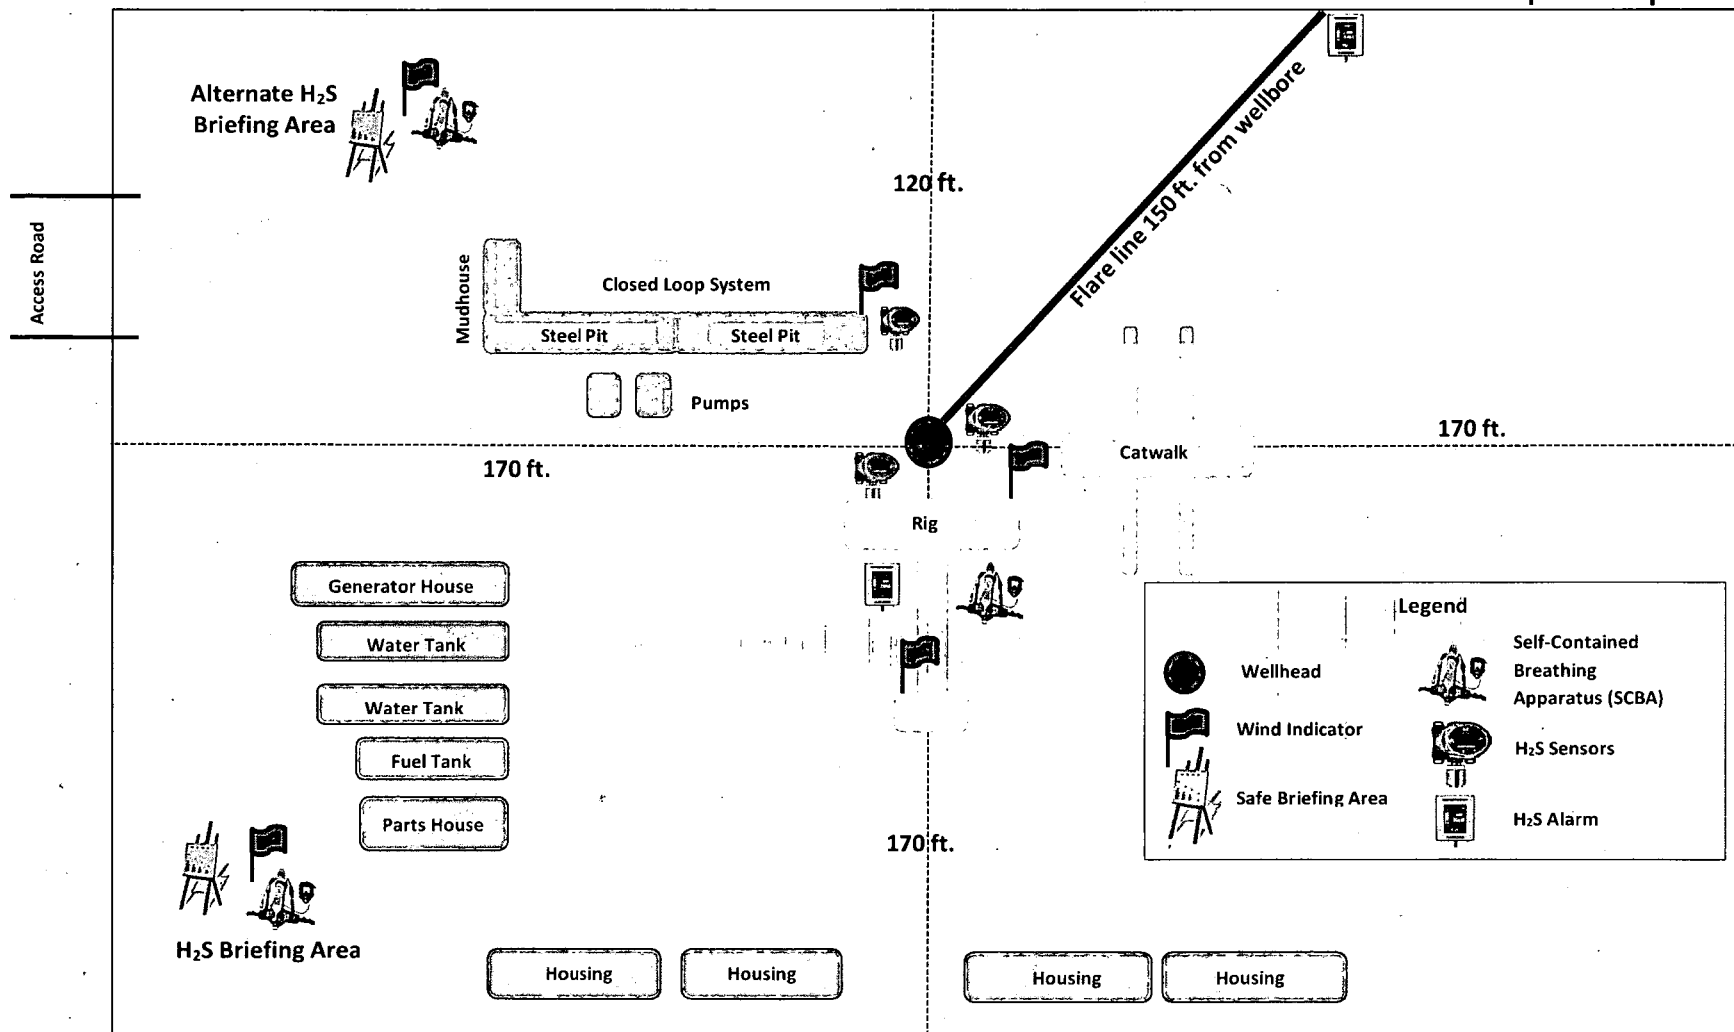 Alternate H₂S
Briefing Area
120 ft.
Flare line 150 ft. from wellbore
Access Road
Mudhouse
Closed Loop System
Steel Pit
Steel Pit
Pumps
170 ft.
170 ft.
Catwalk
Rig
Generator House
Water Tank
Water Tank
Fuel Tank
Parts House
170 ft.
H₂S Briefing Area
Housing
Housing
Housing
Housing
Legend
Wellhead
Wind Indicator
Safe Briefing Area
Self-Contained
Breathing
Apparatus (SCBA)
H₂S Sensors
H₂S Alarm